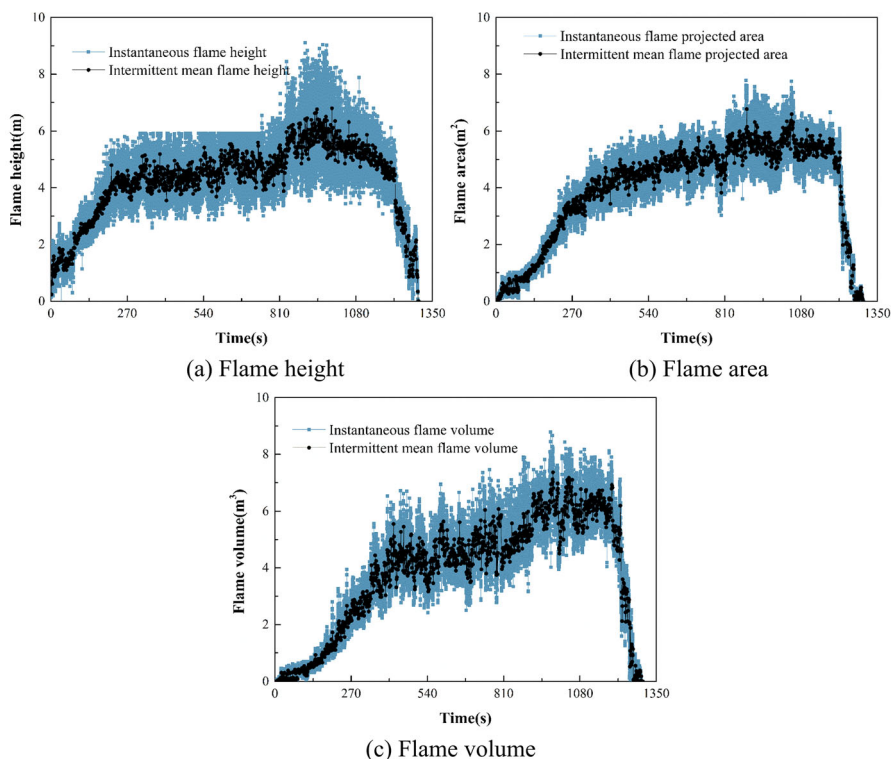 10
8
6
4
2
0
Flame height(m)
Instantaneous flame height
Intermittent mean flame height
0 270 540 810 1080 1350
Time(s)
(a) Flame height
10
8
6
4
2
0
Flame area(m²)
Instantaneous flame projected area
Intermittent mean flame projected area
0 270 540 810 1080 1350
Time(s)
(b) Flame area
10
8
6
4
2
0
Flame volume(m³)
Instantaneous flame volume
Intermittent mean flame volume
0 270 540 810 1080 1350
Time(s)
(c) Flame volume